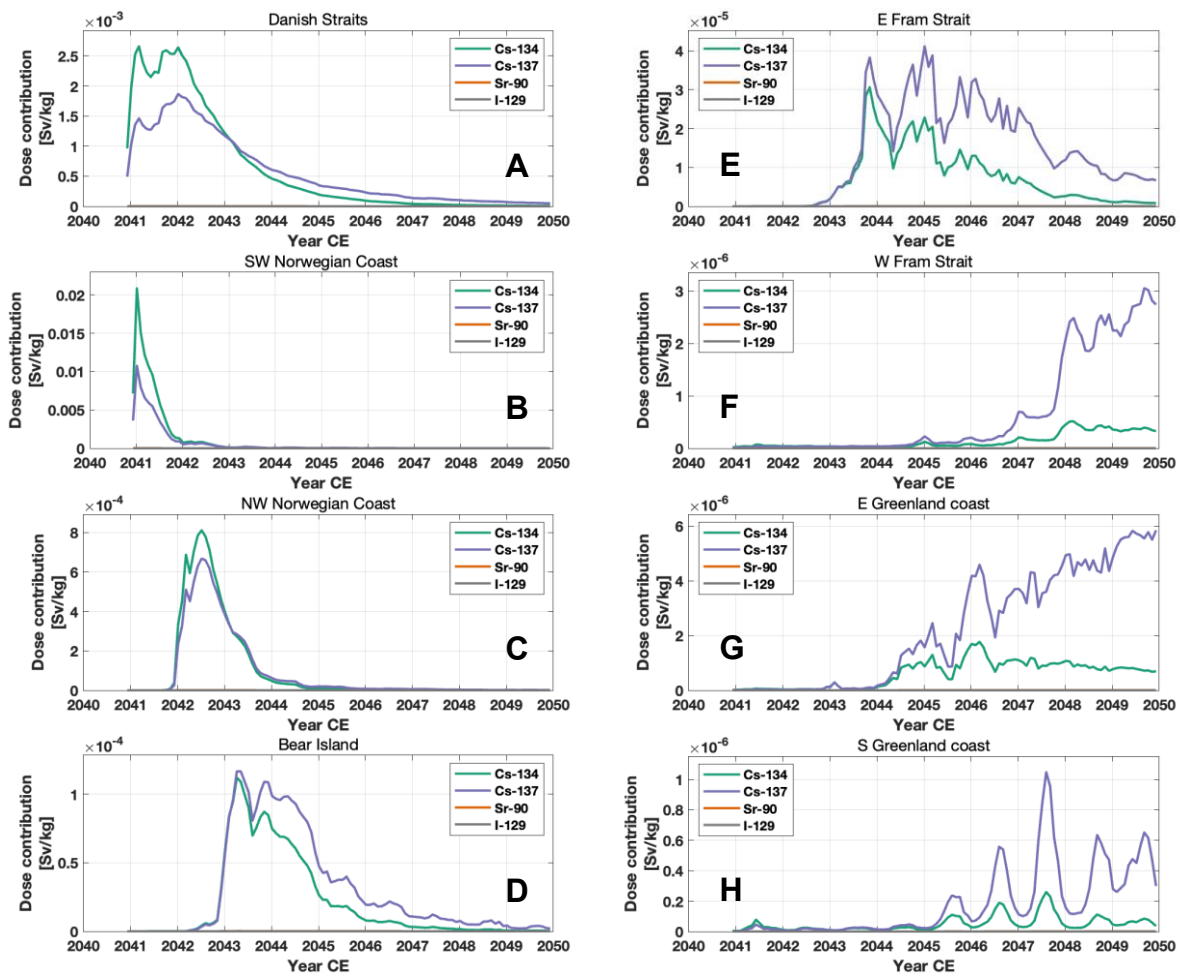 Danish Straits
×10⁻³
2.5
2
1.5
1
0.5
0
Dose contribution
[Sv/kg]
Cs-134
Cs-137
Sr-90
I-129
A
2040 2041 2042 2043 2044 2045 2046 2047 2048 2049 2050
Year CE
SW Norwegian Coast
0.02
0.015
0.01
0.005
0
Dose contribution
[Sv/kg]
Cs-134
Cs-137
Sr-90
I-129
B
2040 2041 2042 2043 2044 2045 2046 2047 2048 2049 2050
Year CE
NW Norwegian Coast
×10⁻⁴
8
6
4
2
0
Dose contribution
[Sv/kg]
Cs-134
Cs-137
Sr-90
I-129
C
2040 2041 2042 2043 2044 2045 2046 2047 2048 2049 2050
Year CE
Bear Island
×10⁻⁴
1
0.5
0
Dose contribution
[Sv/kg]
Cs-134
Cs-137
Sr-90
I-129
D
2040 2041 2042 2043 2044 2045 2046 2047 2048 2049 2050
Year CE
E Fram Strait
×10⁻⁵
4
3
2
1
0
Dose contribution
[Sv/kg]
Cs-134
Cs-137
Sr-90
I-129
E
2040 2041 2042 2043 2044 2045 2046 2047 2048 2049 2050
Year CE
W Fram Strait
×10⁻⁶
3
2
1
0
Dose contribution
[Sv/kg]
Cs-134
Cs-137
Sr-90
I-129
F
2040 2041 2042 2043 2044 2045 2046 2047 2048 2049 2050
Year CE
E Greenland coast
×10⁻⁶
6
4
2
0
Dose contribution
[Sv/kg]
Cs-134
Cs-137
Sr-90
I-129
G
2040 2041 2042 2043 2044 2045 2046 2047 2048 2049 2050
Year CE
S Greenland coast
×10⁻⁶
1
0.8
0.6
0.4
0.2
0
Dose contribution
[Sv/kg]
Cs-134
Cs-137
Sr-90
I-129
H
2040 2041 2042 2043 2044 2045 2046 2047 2048 2049 2050
Year CE